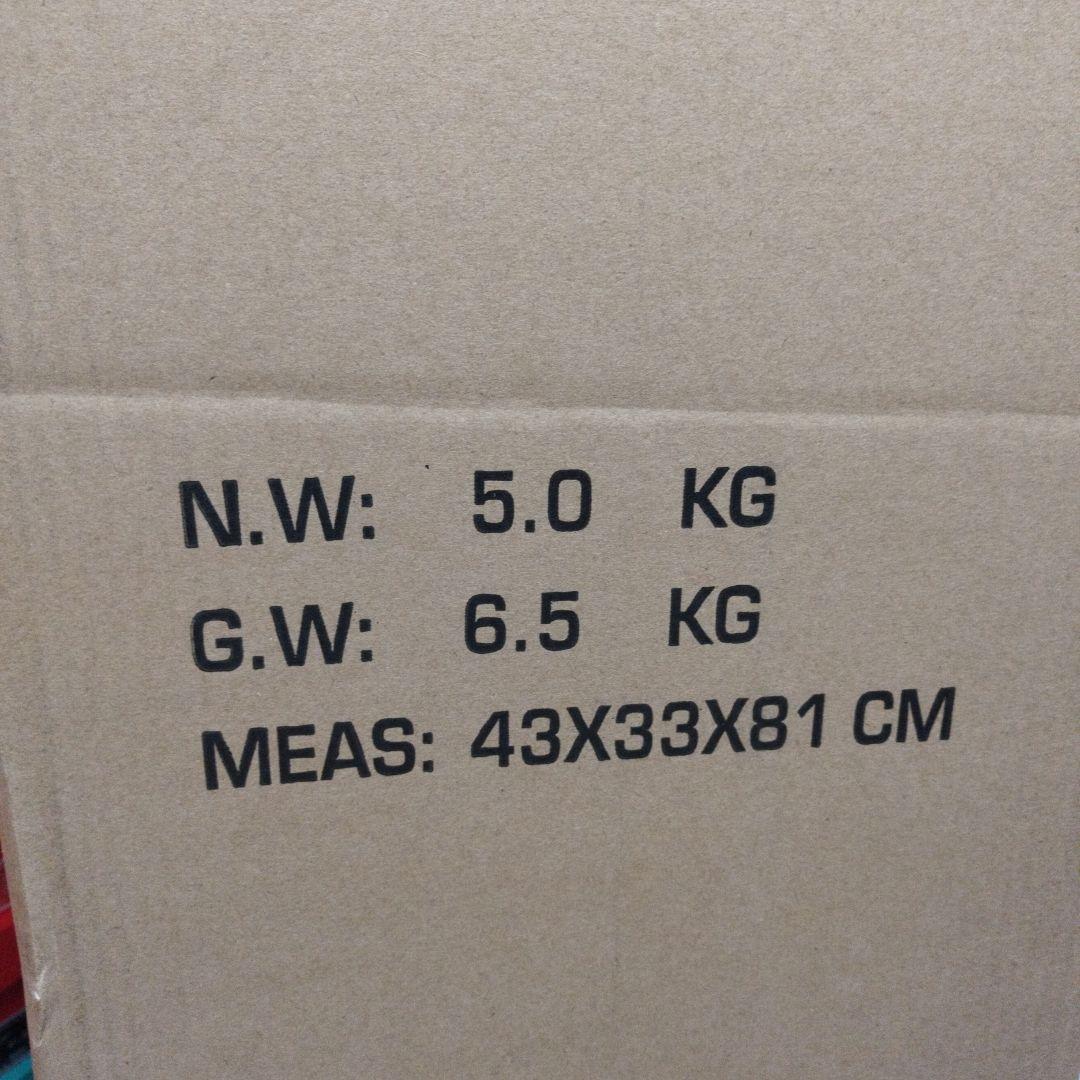 N.W: 5.0 KG
G.W: 6.5 KG
MEAS: 43X33X81 CM